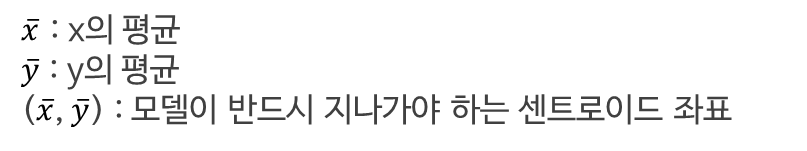 x̄ : x의 평균
ȳ : y의 평균
(x̄, ȳ) : 모델이 반드시 지나가야 하는 센트로이드 좌표